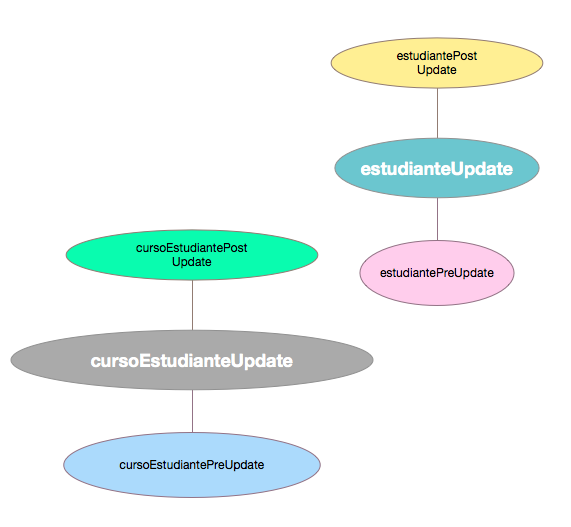 estudiantePost
Update
estudianteUpdate
cursoEstudiantePost
Update
estudiantePreUpdate
cursoEstudianteUpdate
cursoEstudiantePreUpdate